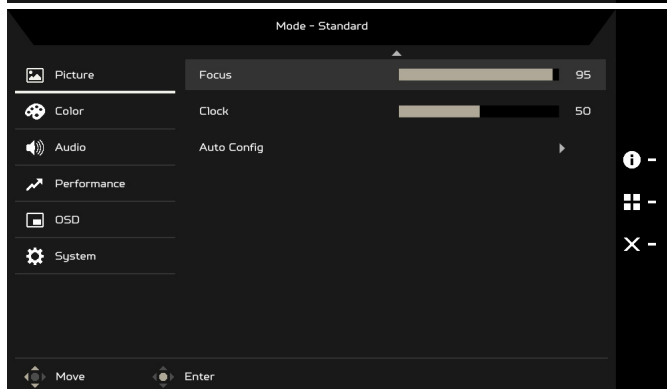 Mode - Standard
Picture
Focus 95
Color
Clock 50
Audio
Auto Config
Performance
OSD
System
Move Enter